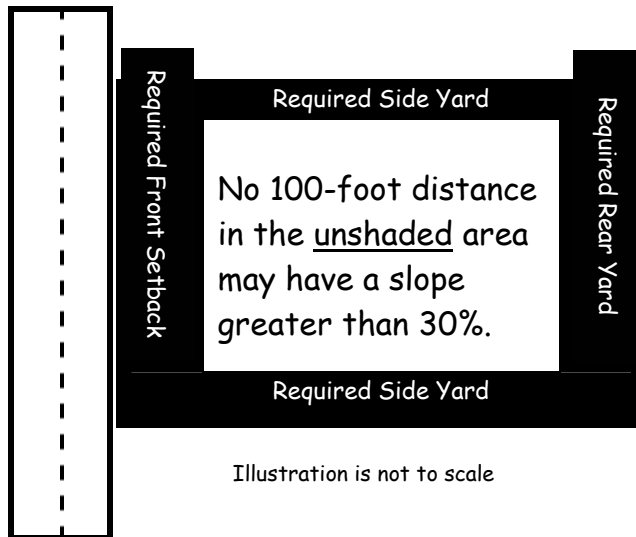 Required Front Setback
Required Side Yard
No 100-foot distance
in the unshaded area
may have a slope
greater than 30%.
Required Rear Yard
Required Side Yard
Illustration is not to scale